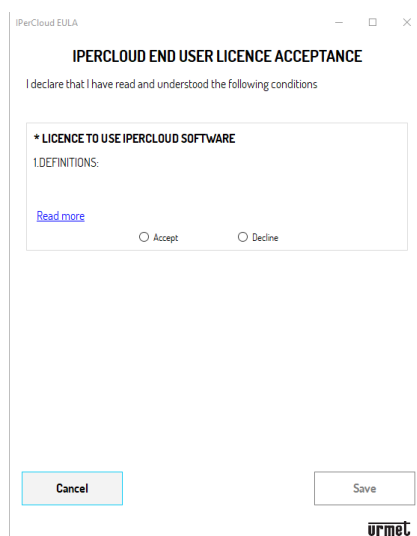 IPerCloud EULA
IPERCLOUD END USER LICENCE ACCEPTANCE
I declare that I have read and understood the following conditions
* LICENCE TO USE IPERCLOUD SOFTWARE
1.DEFINITIONS:
Read more
Accept Decline
Cancel Save
urmet